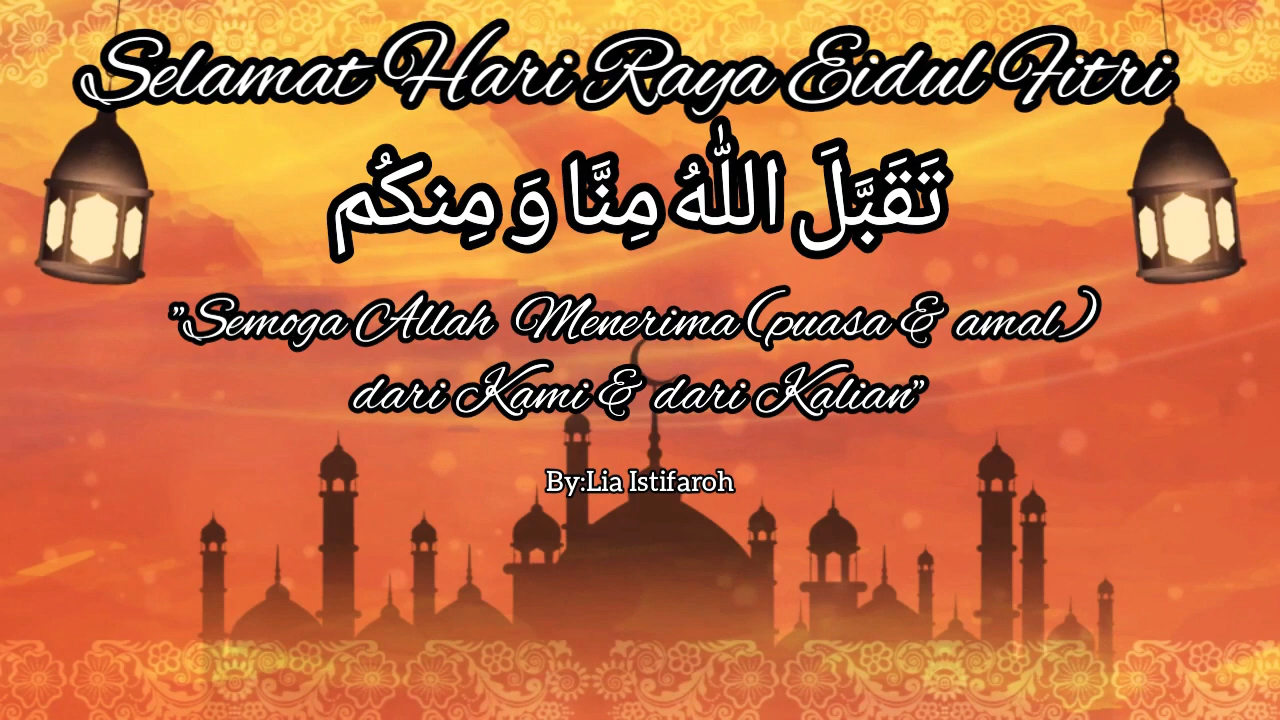 Selamat Hari Raya Eidul Fitri
تَقَبَّلَ اللّٰهُ مِنَّا وَ مِنكُم
"Semoga Allah Menerima (puasa & amal)
dari Kami & dari Kalian"
By:Lia Istifaroh